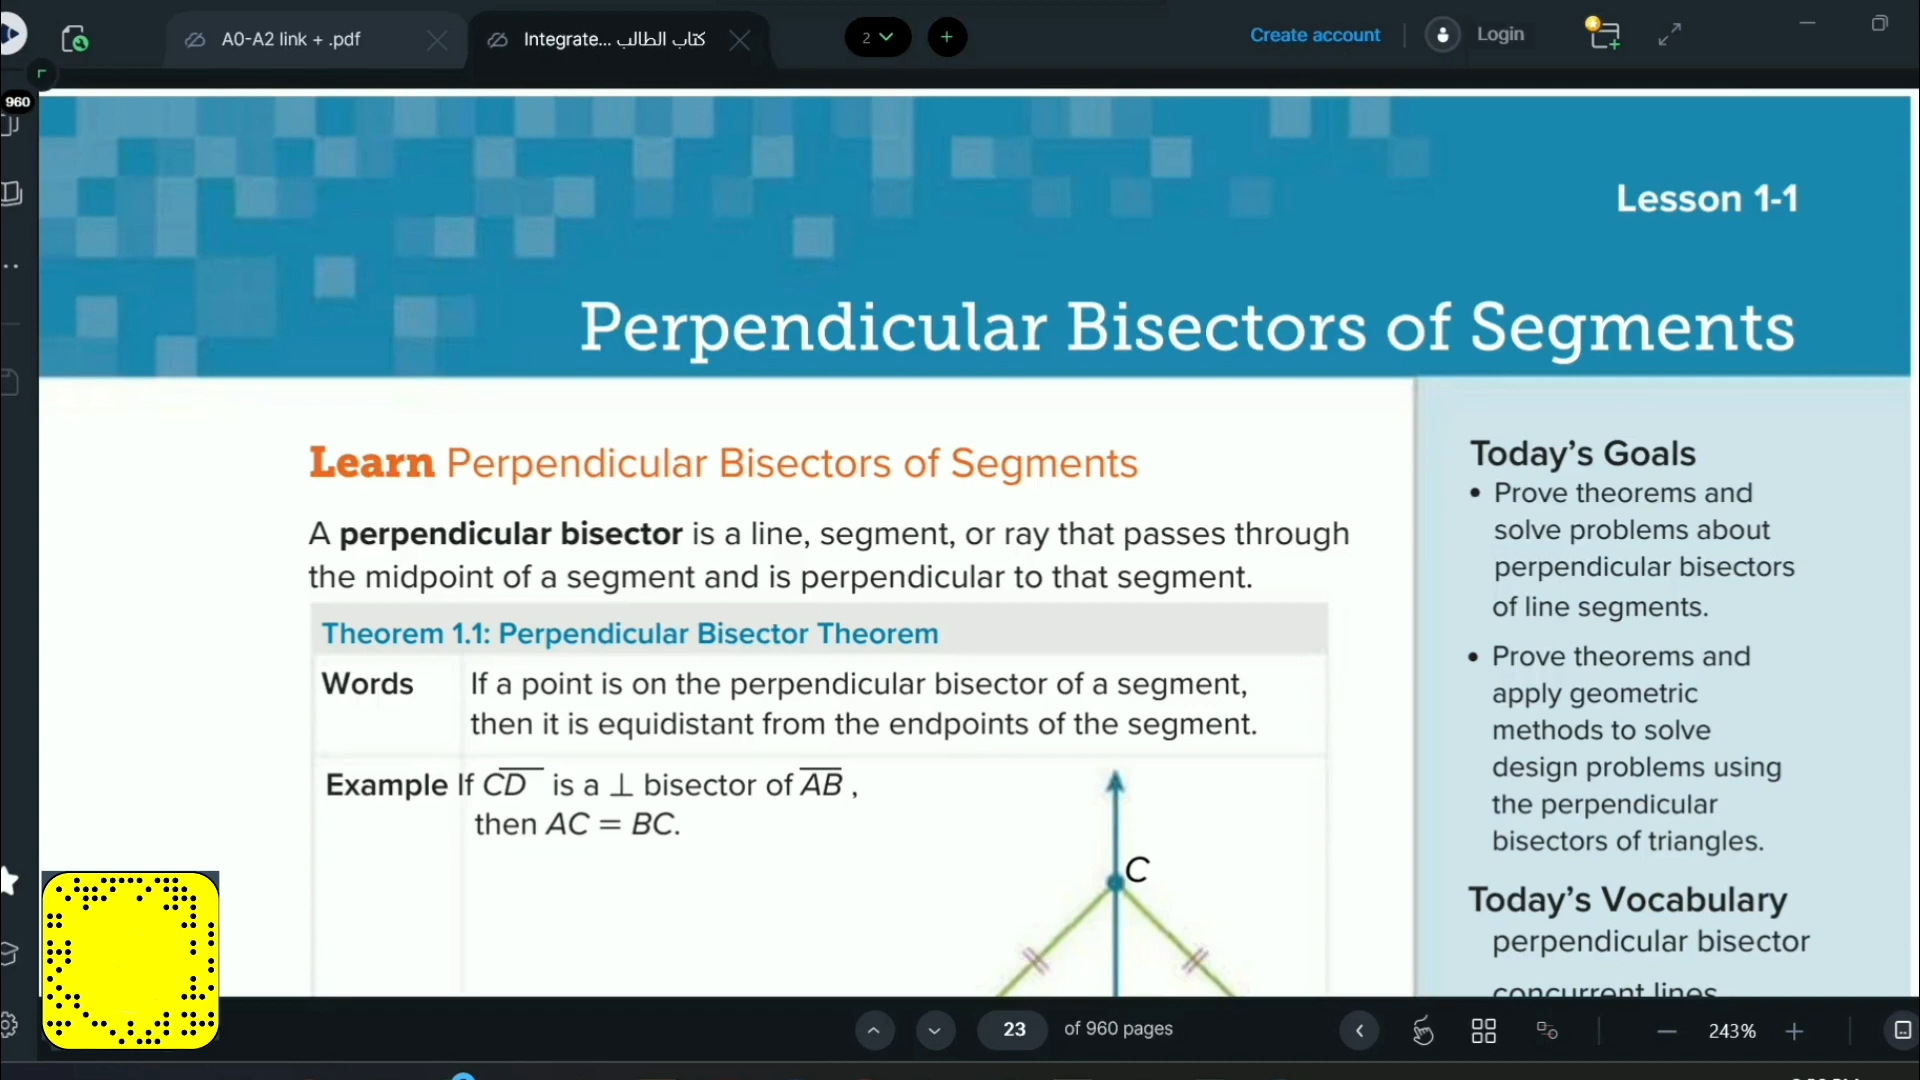 A0-A2 link + .pdf
Integrate... كتاب الطالب
2
Create account
Login
960
Lesson 1-1
Perpendicular Bisectors of Segments
Learn Perpendicular Bisectors of Segments
A perpendicular bisector is a line, segment, or ray that passes through
the midpoint of a segment and is perpendicular to that segment.
Theorem 1.1: Perpendicular Bisector Theorem
Words If a point is on the perpendicular bisector of a segment,
then it is equidistant from the endpoints of the segment.
Example If CD is a ⊥ bisector of AB ,
then AC = BC.
C
Today's Goals
• Prove theorems and
solve problems about
perpendicular bisectors
of line segments.
• Prove theorems and
apply geometric
methods to solve
design problems using
the perpendicular
bisectors of triangles.
Today's Vocabulary
perpendicular bisector
concurrent lines
23 of 960 pages
243%